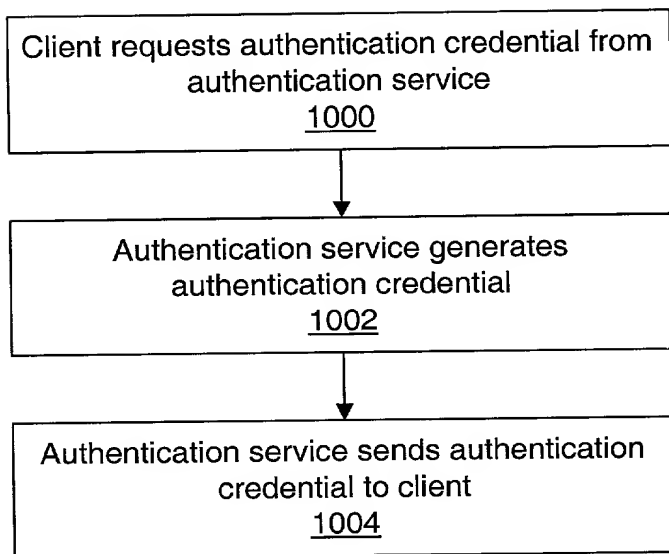 Client requests authentication credential from
authentication service
1000
Authentication service generates
authentication credential
1002
Authentication service sends authentication
credential to client
1004